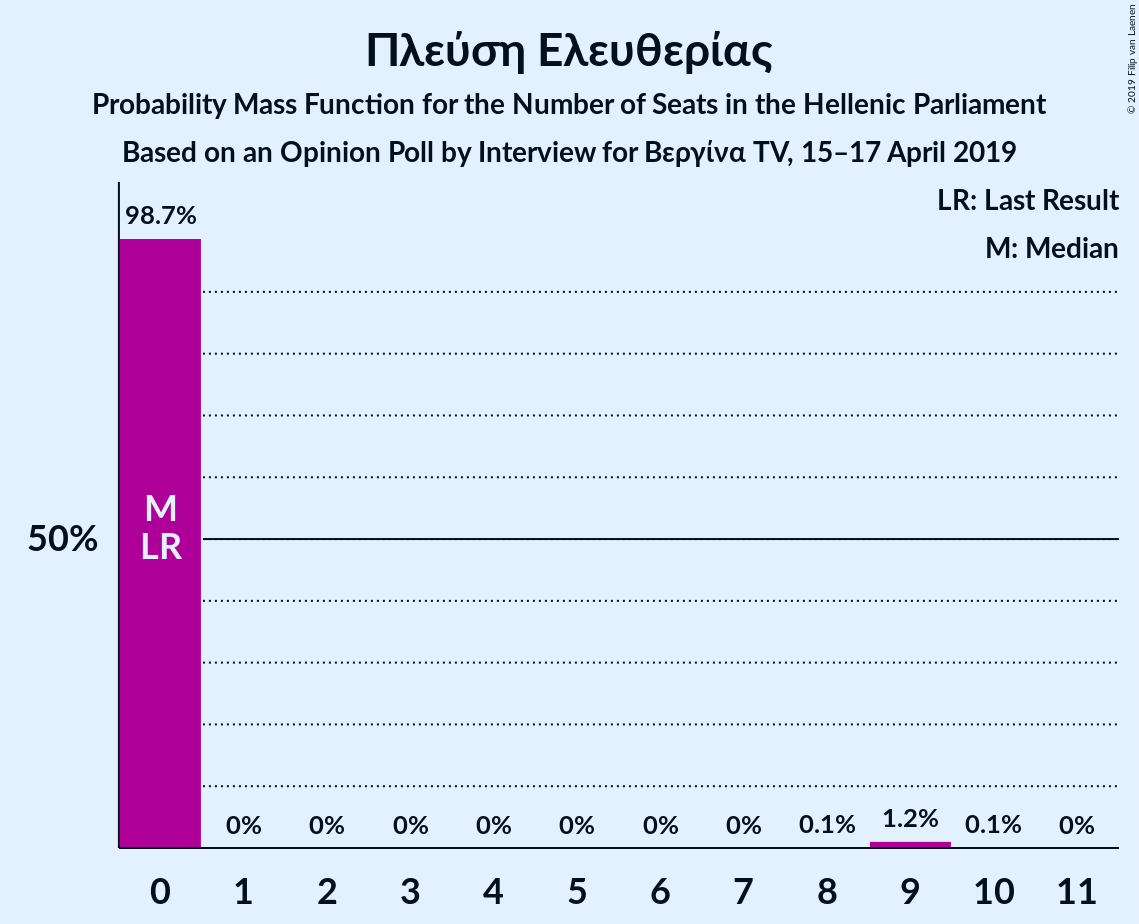 Πλεύση Ελευθερίας
Probability Mass Function for the Number of Seats in the Hellenic Parliament
Based on an Opinion Poll by Interview for Βεργίνα TV, 15–17 April 2019
© 2019 Filip van Laenen
LR: Last Result
M: Median
98.7%
M
LR
50%
0% 0% 0% 0% 0% 0% 0% 0.1% 1.2% 0.1% 0%
0 1 2 3 4 5 6 7 8 9 10 11